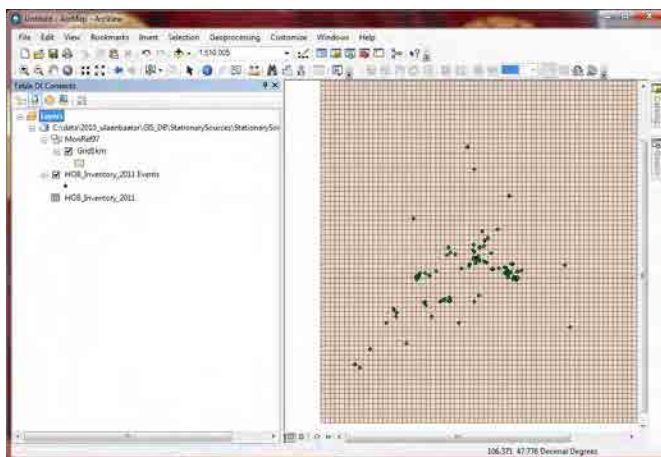 Untitled - ArcMap - ArcView
File Edit View Bookmarks Insert Selection Geoprocessing Customize Windows Help
1:510,005
Table Of Contents
Layers
C:\data\2010_ulaanbaatar\GIS_DP\StationarySources\StationarySou
MonRef97
Grid1km
HOB_Inventory_2011 Events
HOB_Inventory_2011
106.371 47.776 Decimal Degrees